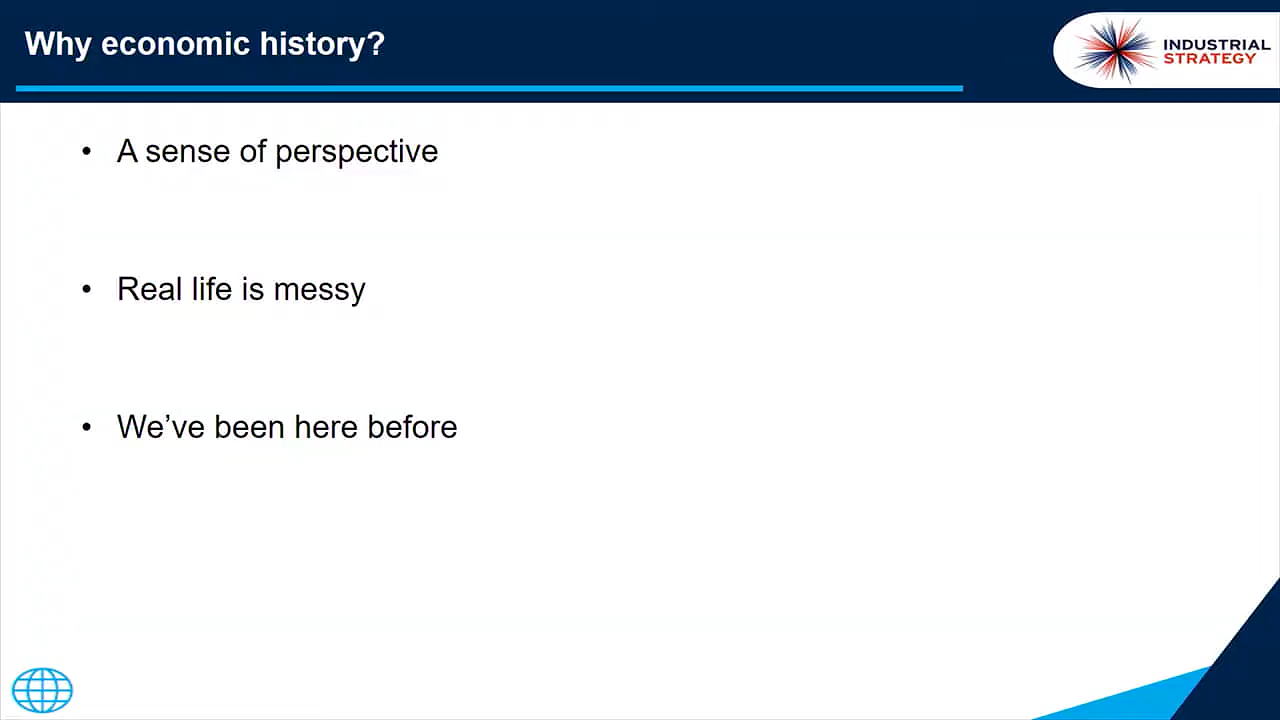 Why economic history?
INDUSTRIAL
STRATEGY
• A sense of perspective
• Real life is messy
• We’ve been here before